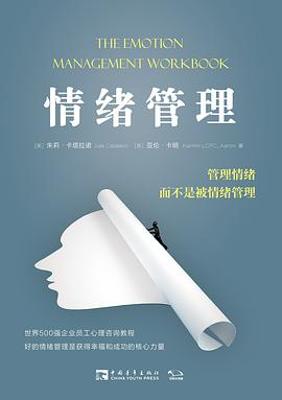 THE EMOTION
MANAGEMENT WORKBOOK
情绪管理
[美] 朱莉·卡塔拉诺 Julie Catalano [美] 亚伦·卡明 Karmin LCPC, Aaron 著
管理情绪
而不是被情绪管理
世界500强企业员工心理咨询教程
好的情绪管理是获得幸福和成功的核心力量
中国青年出版社
CHINA YOUTH PRESS